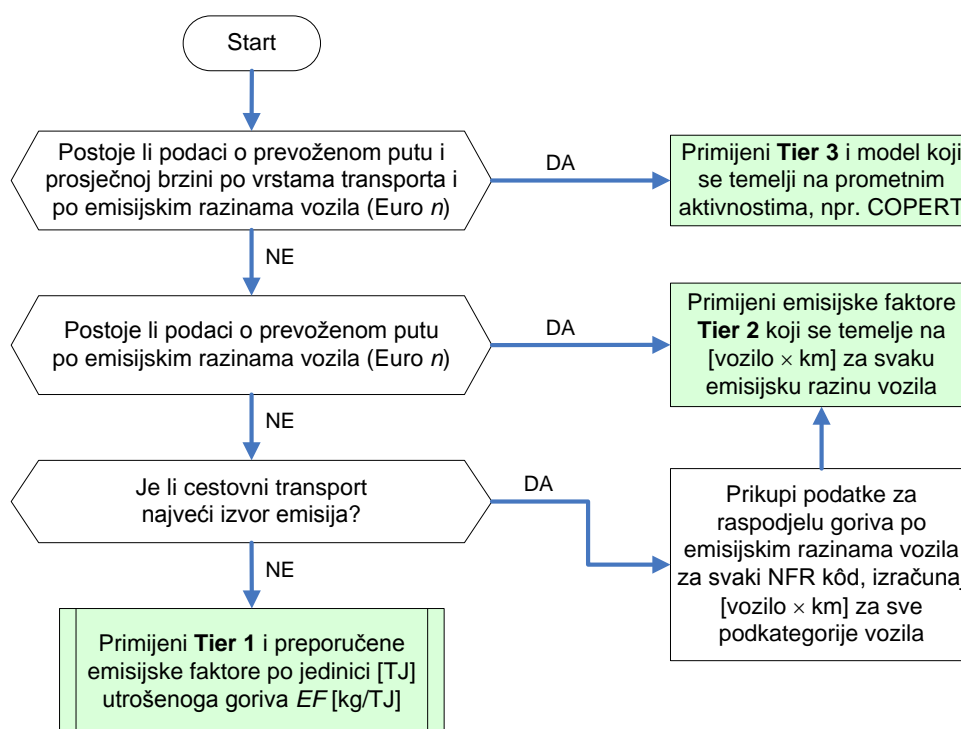 Start
Postoje li podaci o prevoženom putu i
prosječnoj brzini po vrstama transporta i
po emisijskim razinama vozila (Euro n)
DA
Primijeni Tier 3 i model koji
se temelji na prometnim
aktivnostima, npr. COPERT
NE
Postoje li podaci o prevoženom putu
po emisijskim razinama vozila (Euro n)
DA
Primijeni emisijske faktore
Tier 2 koji se temelje na
[vozilo × km] za svaku
emisijsku razinu vozila
NE
Je li cestovni transport
najveći izvor emisija?
DA
Prikupi podatke za
raspodjelu goriva po
emisijskim razinama vozila
za svaki NFR kôd, izračunaj
[vozilo × km] za sve
podkategorije vozila
NE
Primijeni Tier 1 i preporučene
emisijske faktore po jedinici [TJ]
utrošenoga goriva EF [kg/TJ]